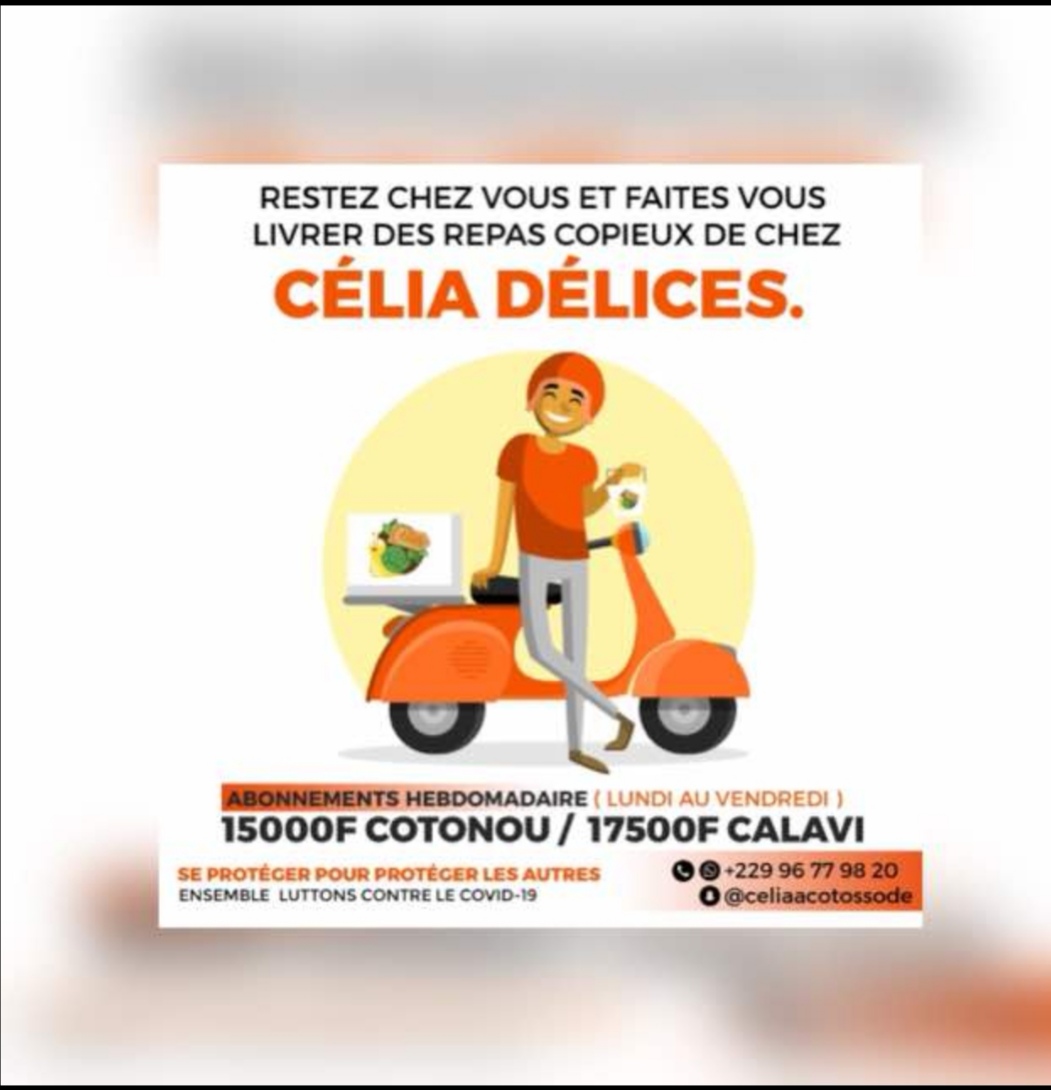 RESTEZ CHEZ VOUS ET FAITES VOUS
LIVRER DES REPAS COPIEUX DE CHEZ
CÉLIA DÉLICES.
ABONNEMENTS HEBDOMADAIRE ( LUNDI AU VENDREDI )
15000F COTONOU / 17500F CALAVI
SE PROTÉGER POUR PROTÉGER LES AUTRES
ENSEMBLE LUTTONS CONTRE LE COVID-19
+229 96 77 98 20
@celiaacotossode